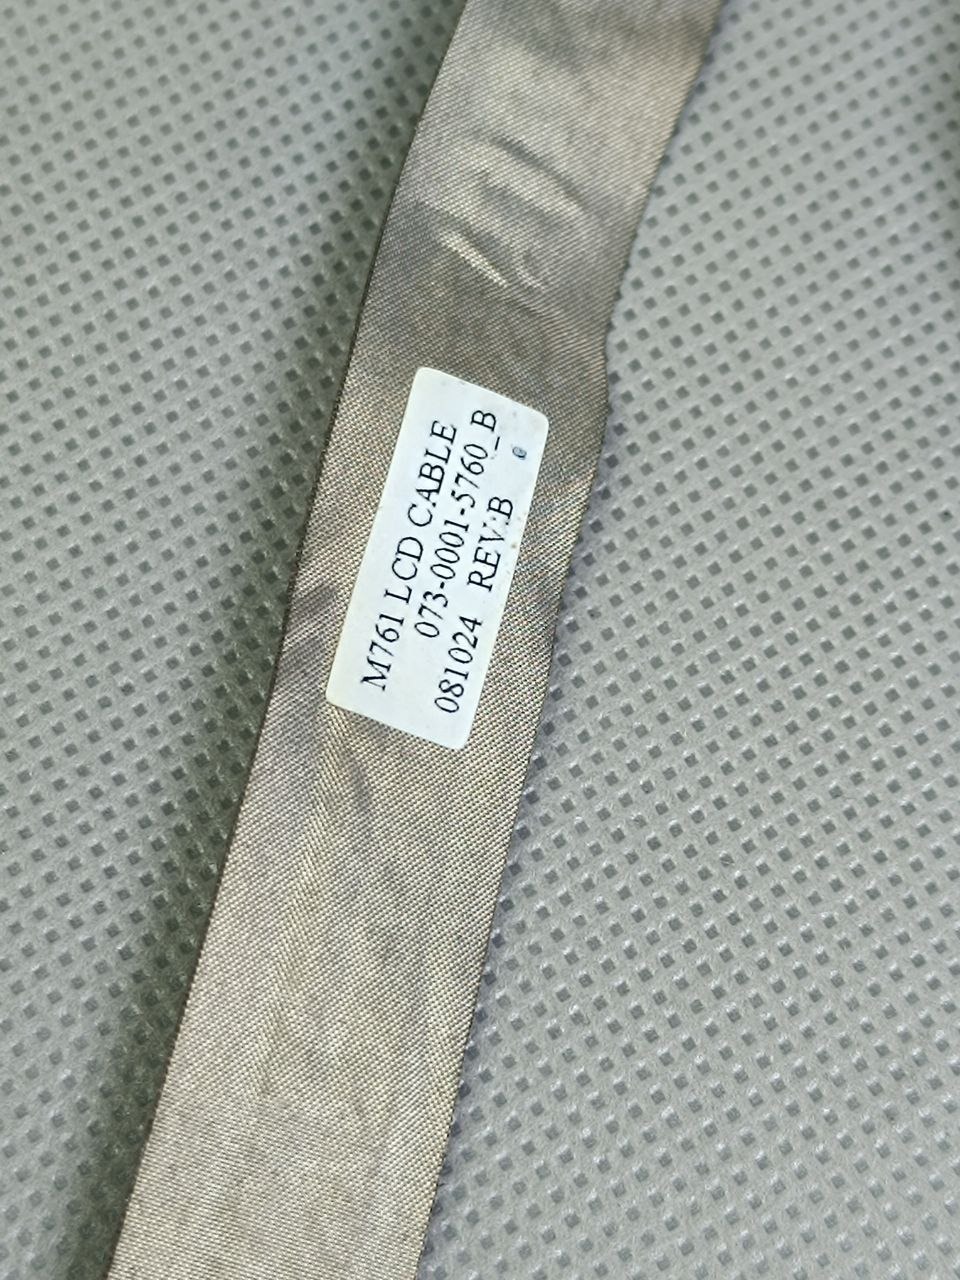 M761 LCD CABLE
073-0001-5760_B
081024 REV:B